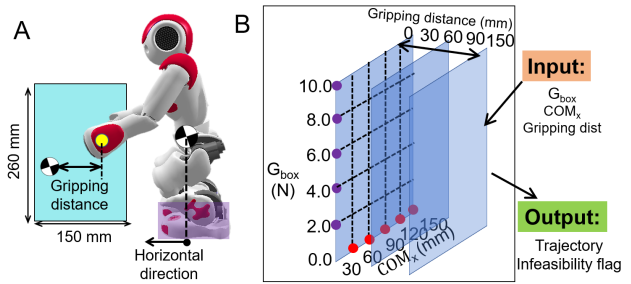 A
260 mm
Gripping
distance
150 mm
Horizontal
direction
B
Gripping distance (mm)
0 30 60 90 150
10.0
8.0
6.0
4.0
2.0
0.0
G_box
(N)
30 60 90 120 150
COM_x (mm)
Input:
G_box
COM_x
Gripping dist
Output:
Trajectory
Infeasibility flag